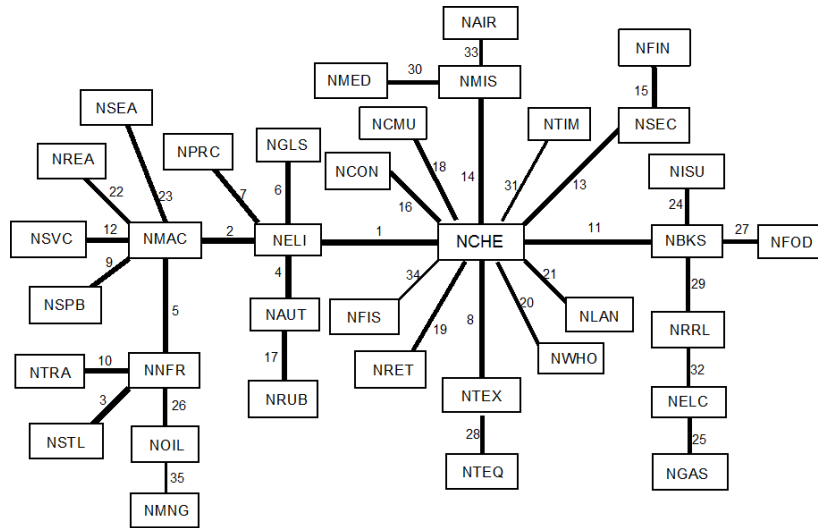 NAIR
33
NFIN
30
NMED
NMIS
15
NSEA
NCMU
NTIM
NSEC
NPRC
NGLS
NREA
NCON
18
14
31
13
NISU
22
23
7
6
16
24
NSVC
12
NMAC
2
NELI
1
NCHE
11
NBKS
27
NFOD
9
4
34
21
29
NSPB
5
NAUT
NFIS
19
8
20
NLAN
NRRL
10
17
NWHO
NTRA
NNFR
NRET
32
3
26
NRUB
NTEX
NELC
NSTL
NOIL
28
25
35
NTEQ
NGAS
NMNG